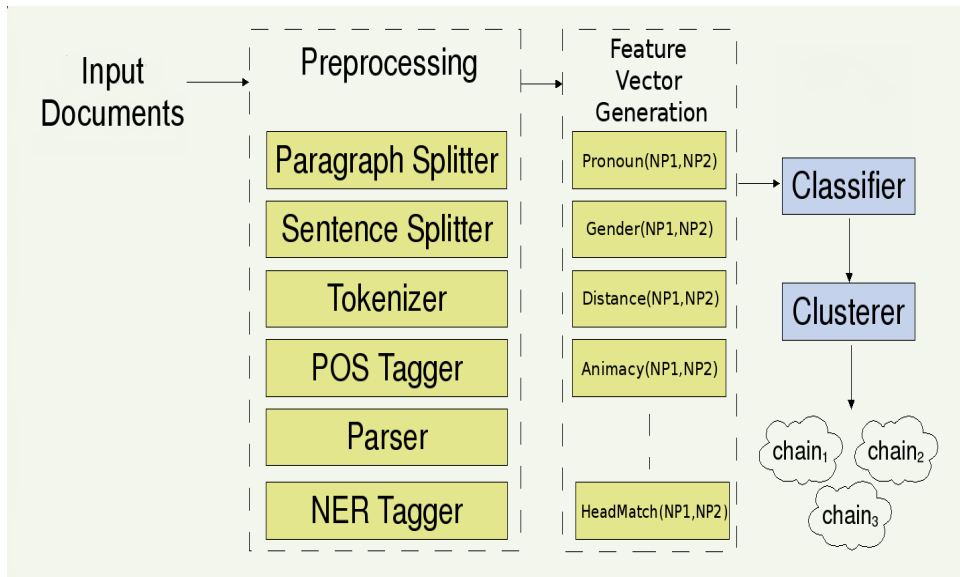 Input
Documents
Preprocessing
Paragraph Splitter
Sentence Splitter
Tokenizer
POS Tagger
Parser
NER Tagger
Feature
Vector
Generation
Pronoun(NP1,NP2)
Gender(NP1,NP2)
Distance(NP1,NP2)
Animacy(NP1,NP2)
HeadMatch(NP1,NP2)
Classifier
Clusterer
chain₁
chain₂
chain₃